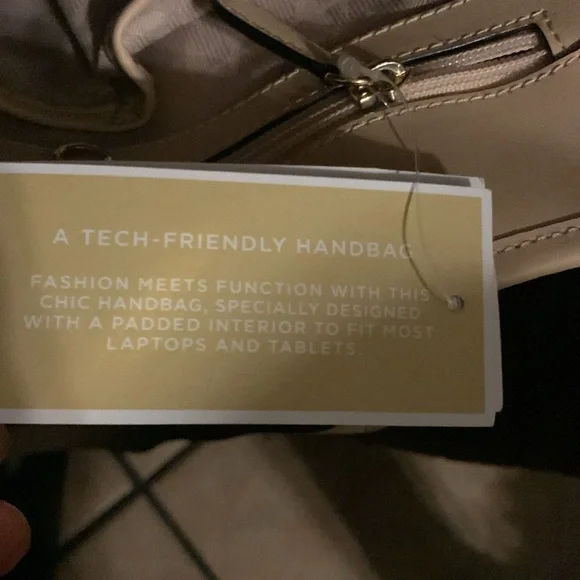 A TECH-FRIENDLY HANDBAG
FASHION MEETS FUNCTION WITH THIS
CHIC HANDBAG, SPECIALLY DESIGNED
WITH A PADDED INTERIOR TO FIT MOST
LAPTOPS AND TABLETS.